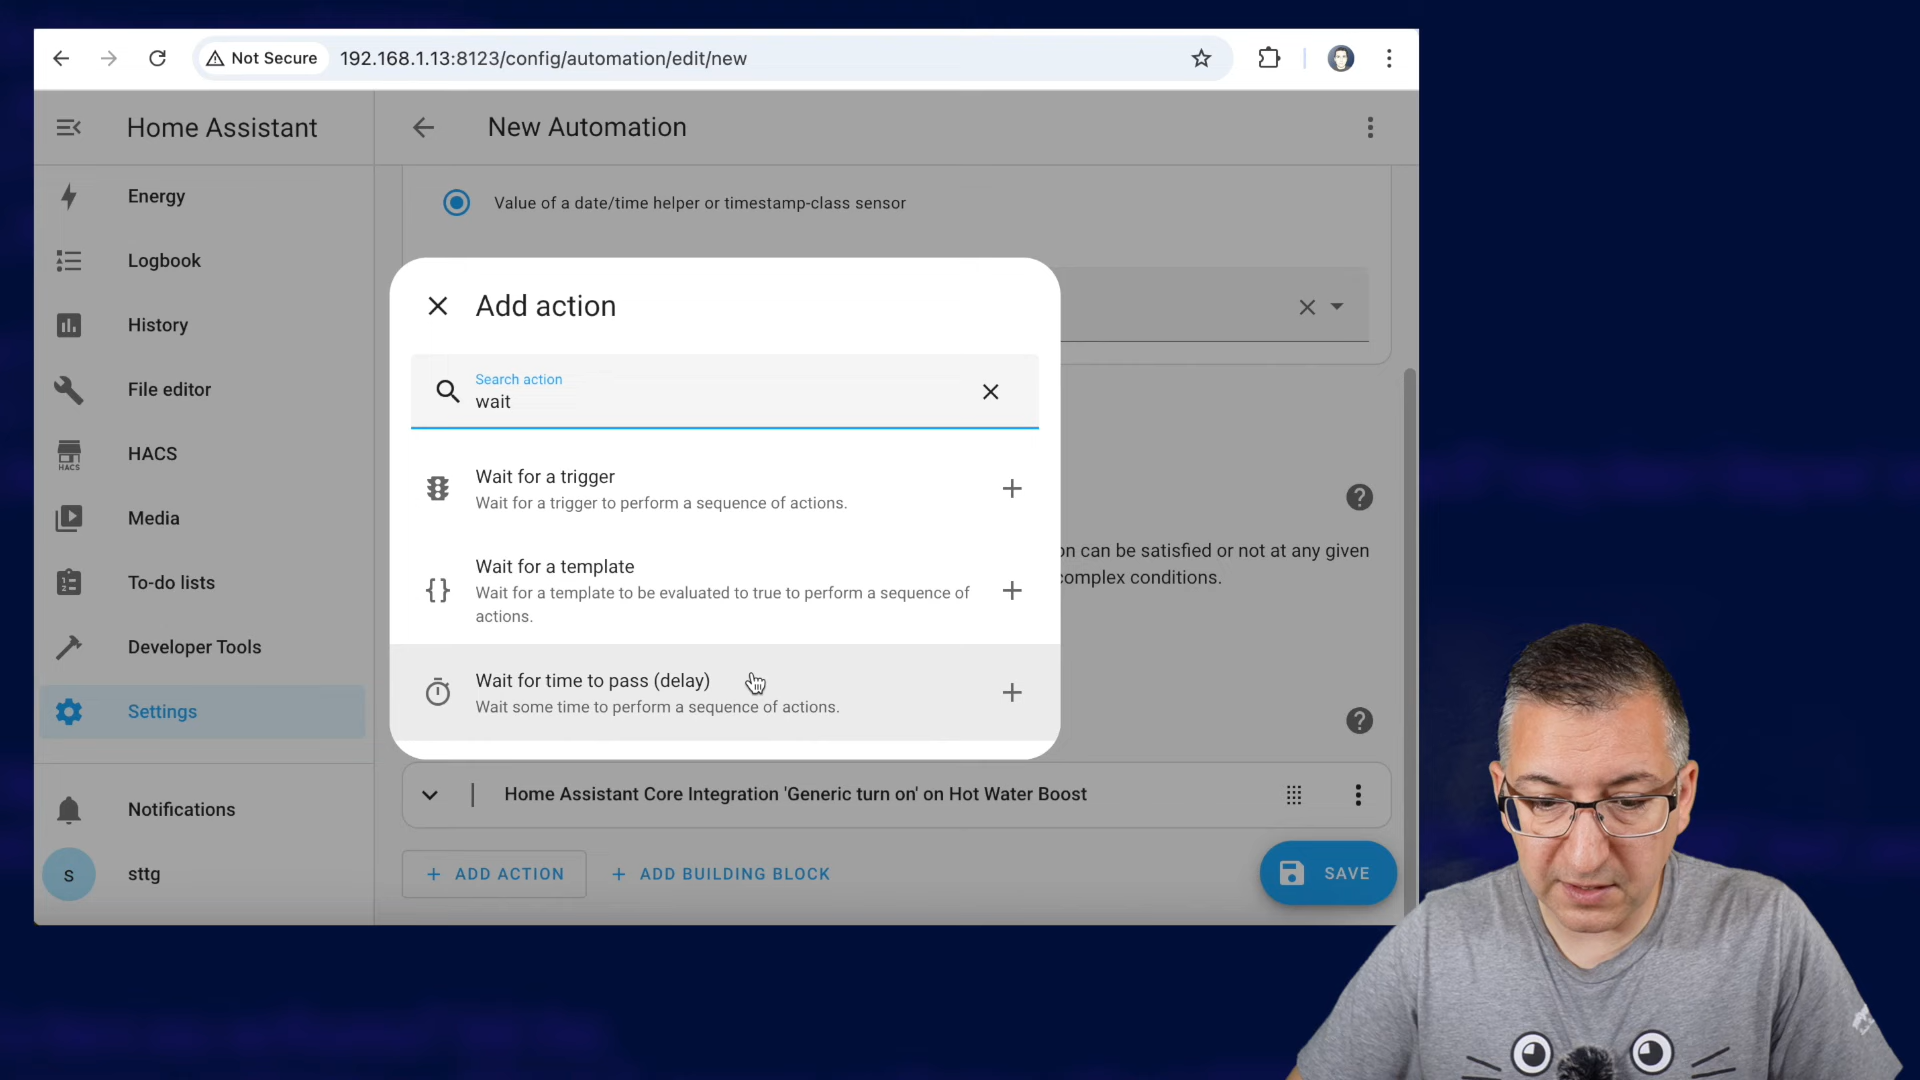 Not Secure
192.168.1.13:8123/config/automation/edit/new
Home Assistant
New Automation
Energy
Value of a date/time helper or timestamp-class sensor
Logbook
Add action
History
Search action
wait
File editor
HACS
HACS
Wait for a trigger
Wait for a trigger to perform a sequence of actions.
Media
on can be satisfied or not at any given
complex conditions.
Wait for a template
Wait for a template to be evaluated to true to perform a sequence of
actions.
To-do lists
Developer Tools
Wait for time to pass (delay)
Wait some time to perform a sequence of actions.
Settings
Home Assistant Core Integration 'Generic turn on' on Hot Water Boost
Notifications
s
sttg
ADD ACTION
ADD BUILDING BLOCK
SAVE